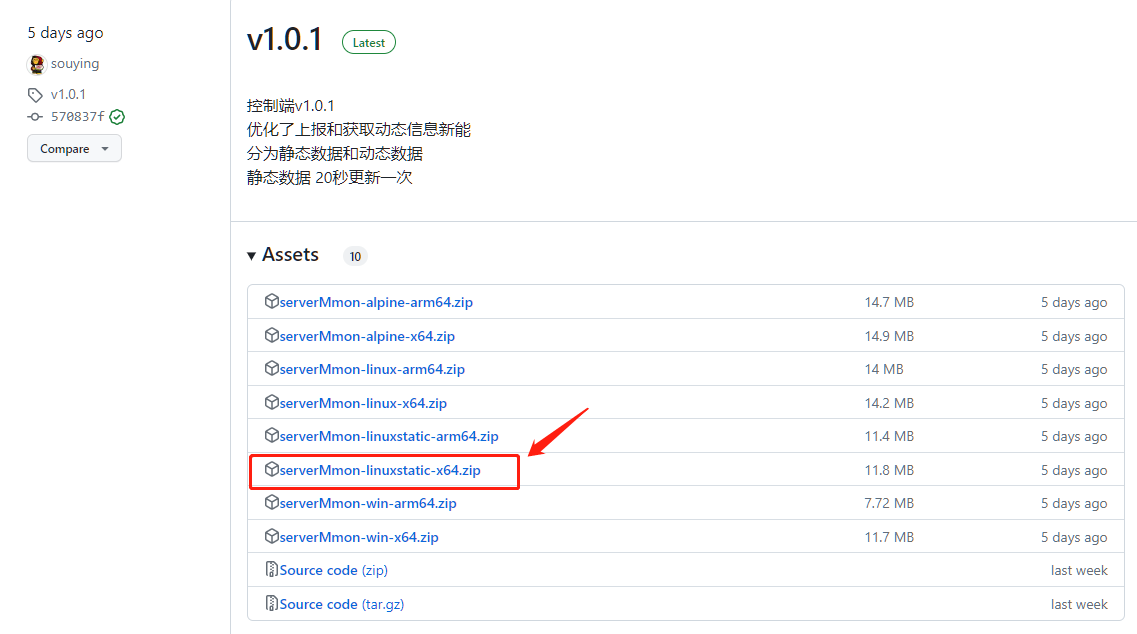 5 days ago
souying
v1.0.1
570837f
Compare
v1.0.1 Latest
控制端v1.0.1
优化了上报和获取动态信息新能
分为静态数据和动态数据
静态数据 20秒更新一次
Assets 10
serverMmon-alpine-arm64.zip 14.7 MB 5 days ago
serverMmon-alpine-x64.zip 14.9 MB 5 days ago
serverMmon-linux-arm64.zip 14 MB 5 days ago
serverMmon-linux-x64.zip 14.2 MB 5 days ago
serverMmon-linuxstatic-arm64.zip 11.4 MB 5 days ago
serverMmon-linuxstatic-x64.zip 11.8 MB 5 days ago
serverMmon-win-arm64.zip 7.72 MB 5 days ago
serverMmon-win-x64.zip 11.7 MB 5 days ago
Source code (zip) last week
Source code (tar.gz) last week